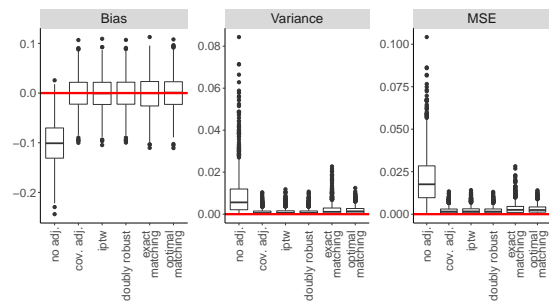 Bias
Variance
MSE
0.1
0.0
−0.1
−0.2
0.08
0.06
0.04
0.02
0.00
0.100
0.075
0.050
0.025
0.000
no adj.
cov. adj.
iptw
doubly robust
exact
matching
optimal
matching
no adj.
cov. adj.
iptw
doubly robust
exact
matching
optimal
matching
no adj.
cov. adj.
iptw
doubly robust
exact
matching
optimal
matching